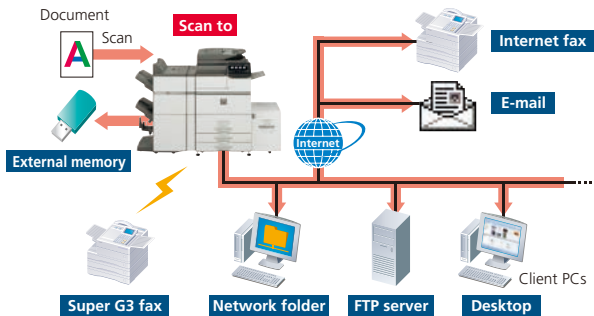 Document
Scan
A
Scan to
Internet fax
E-mail
Internet
External memory
Client PCs
Super G3 fax
Network folder
FTP server
Desktop